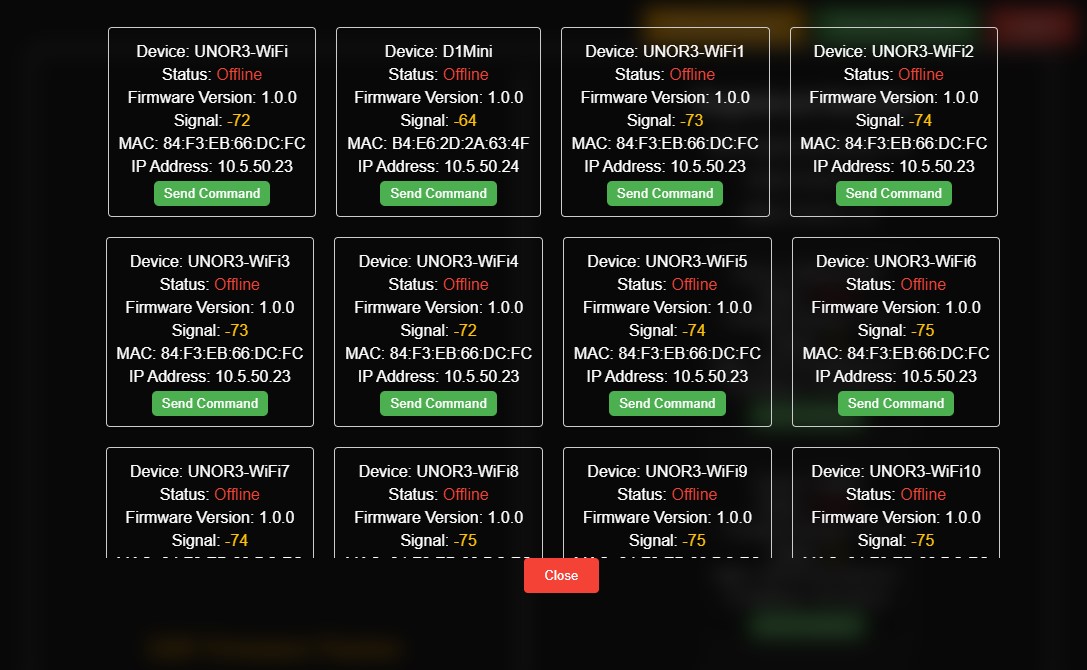 Device: UNOR3-WiFi
Status: Offline
Firmware Version: 1.0.0
Signal: -72
MAC: 84:F3:EB:66:DC:FC
IP Address: 10.5.50.23
Send Command
Device: D1Mini
Status: Offline
Firmware Version: 1.0.0
Signal: -64
MAC: B4:E6:2D:2A:63:4F
IP Address: 10.5.50.24
Send Command
Device: UNOR3-WiFi1
Status: Offline
Firmware Version: 1.0.0
Signal: -73
MAC: 84:F3:EB:66:DC:FC
IP Address: 10.5.50.23
Send Command
Device: UNOR3-WiFi2
Status: Offline
Firmware Version: 1.0.0
Signal: -74
MAC: 84:F3:EB:66:DC:FC
IP Address: 10.5.50.23
Send Command
Device: UNOR3-WiFi3
Status: Offline
Firmware Version: 1.0.0
Signal: -73
MAC: 84:F3:EB:66:DC:FC
IP Address: 10.5.50.23
Send Command
Device: UNOR3-WiFi4
Status: Offline
Firmware Version: 1.0.0
Signal: -72
MAC: 84:F3:EB:66:DC:FC
IP Address: 10.5.50.23
Send Command
Device: UNOR3-WiFi5
Status: Offline
Firmware Version: 1.0.0
Signal: -74
MAC: 84:F3:EB:66:DC:FC
IP Address: 10.5.50.23
Send Command
Device: UNOR3-WiFi6
Status: Offline
Firmware Version: 1.0.0
Signal: -75
MAC: 84:F3:EB:66:DC:FC
IP Address: 10.5.50.23
Send Command
Device: UNOR3-WiFi7
Status: Offline
Firmware Version: 1.0.0
Signal: -74
Device: UNOR3-WiFi8
Status: Offline
Firmware Version: 1.0.0
Signal: -75
Device: UNOR3-WiFi9
Status: Offline
Firmware Version: 1.0.0
Signal: -75
Device: UNOR3-WiFi10
Status: Offline
Firmware Version: 1.0.0
Signal: -75
Close